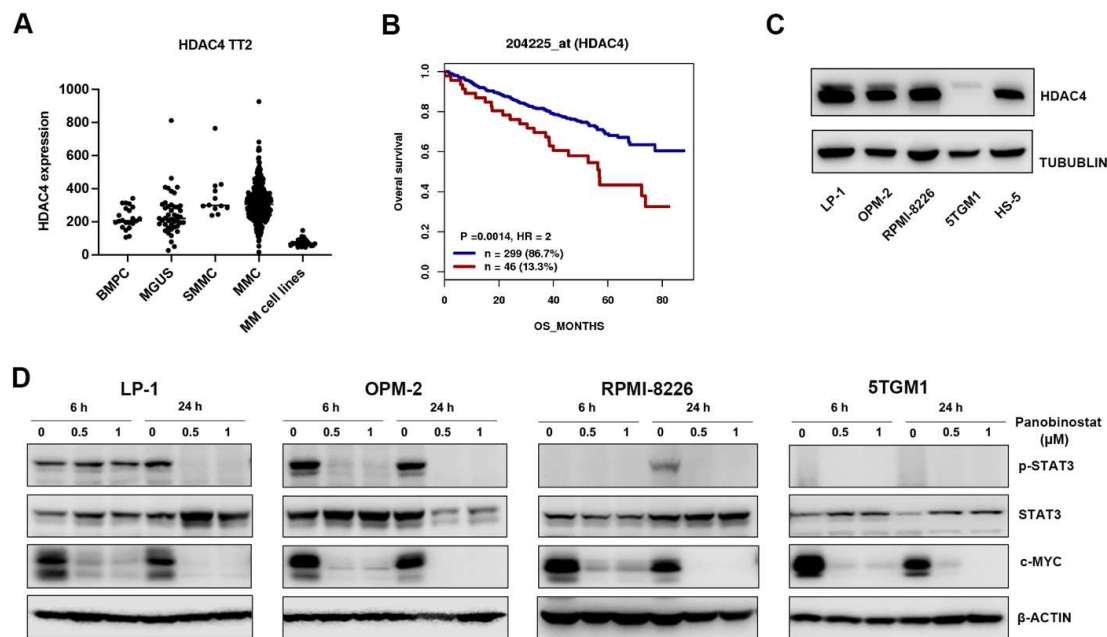 A
HDAC4 TT2
HDAC4 expression
1000
800
600
400
200
0
BMPC
MGUS
SMMC
MMC
MM cell lines
B
204225_at (HDAC4)
Overal survival
1.0
0.8
0.6
0.4
0.2
0.0
P =0.0014, HR = 2
n = 299 (86.7%)
n = 46 (13.3%)
0 20 40 60 80
OS_MONTHS
C
HDAC4
TUBUBLIN
LP-1
OPM-2
RPMI-8226
5TGM1
HS-5
D
LP-1 OPM-2 RPMI-8226 5TGM1
6 h 24 h 6 h 24 h 6 h 24 h 6 h 24 h
0 0.5 1 0 0.5 1 0 0.5 1 0 0.5 1 0 0.5 1 0 0.5 1 0 0.5 1 0 0.5 1
Panobinostat
(μM)
p-STAT3
STAT3
c-MYC
β-ACTIN